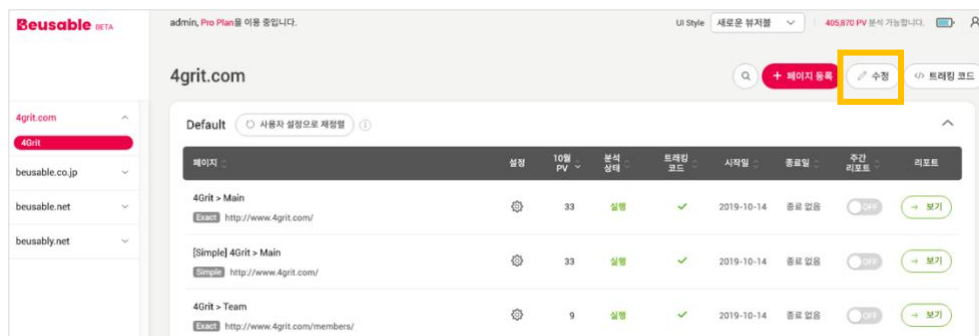 Beusable BETA
admin, Pro Plan을 이용 중입니다.
UI Style 새로운 뷰저블
405,870 PV 분석 가능합니다.
4grit.com
+ 페이지 등록
수정
</> 트래킹 코드
4grit.com
4Grit
beusable.co.jp
beusable.net
beusably.net
Default 사용자 설정으로 재정렬
페이지 설정 10월 PV 분석 상태 트래킹 코드 시작일 종료일 주간 리포트 리포트
4Grit > Main
Exact http://www.4grit.com/
33 실행 2019-10-14 종료 없음 OFF → 보기
[Simple] 4Grit > Main
Simple http://www.4grit.com/
33 실행 2019-10-14 종료 없음 OFF → 보기
4Grit > Team
Exact http://www.4grit.com/members/
9 실행 2019-10-14 종료 없음 OFF → 보기